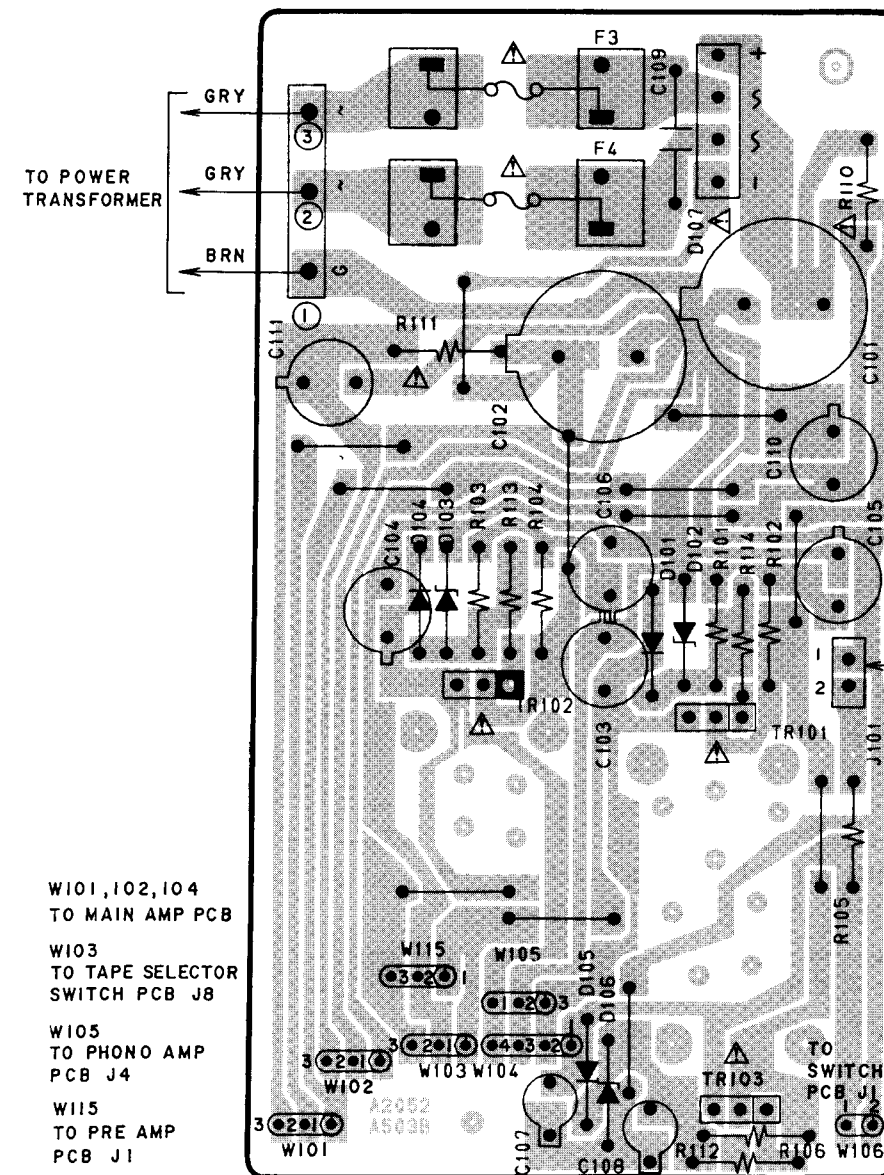 F3
C109
+
GRY
~
3
S
S
F4
GRY
~
2
-
R110
TO POWER
TRANSFORMER
D107
BRN
G
1
R111
C111
C101
C102
C110
C106
C105
C104
D104
D103
R103
R113
R104
D101
D102
R101
R114
R102
1
2
TR102
C103
TR101
J101
R105
W101,102,104
TO MAIN AMP PCB
W103
TO TAPE SELECTOR
SWITCH PCB J8
W105
TO PHONO AMP
PCB J4
W115
TO PRE AMP
PCB J1
W115
3 2 1
W105
1 2 3
D105
D106
3 2 1
W102
3 2 1
W103
4 3 2 1
W104
3 2 1
W101
A2052
A503B
C107
C108
TR103
TO
SWITCH
PCB J1
1 2
R112
R106
W106